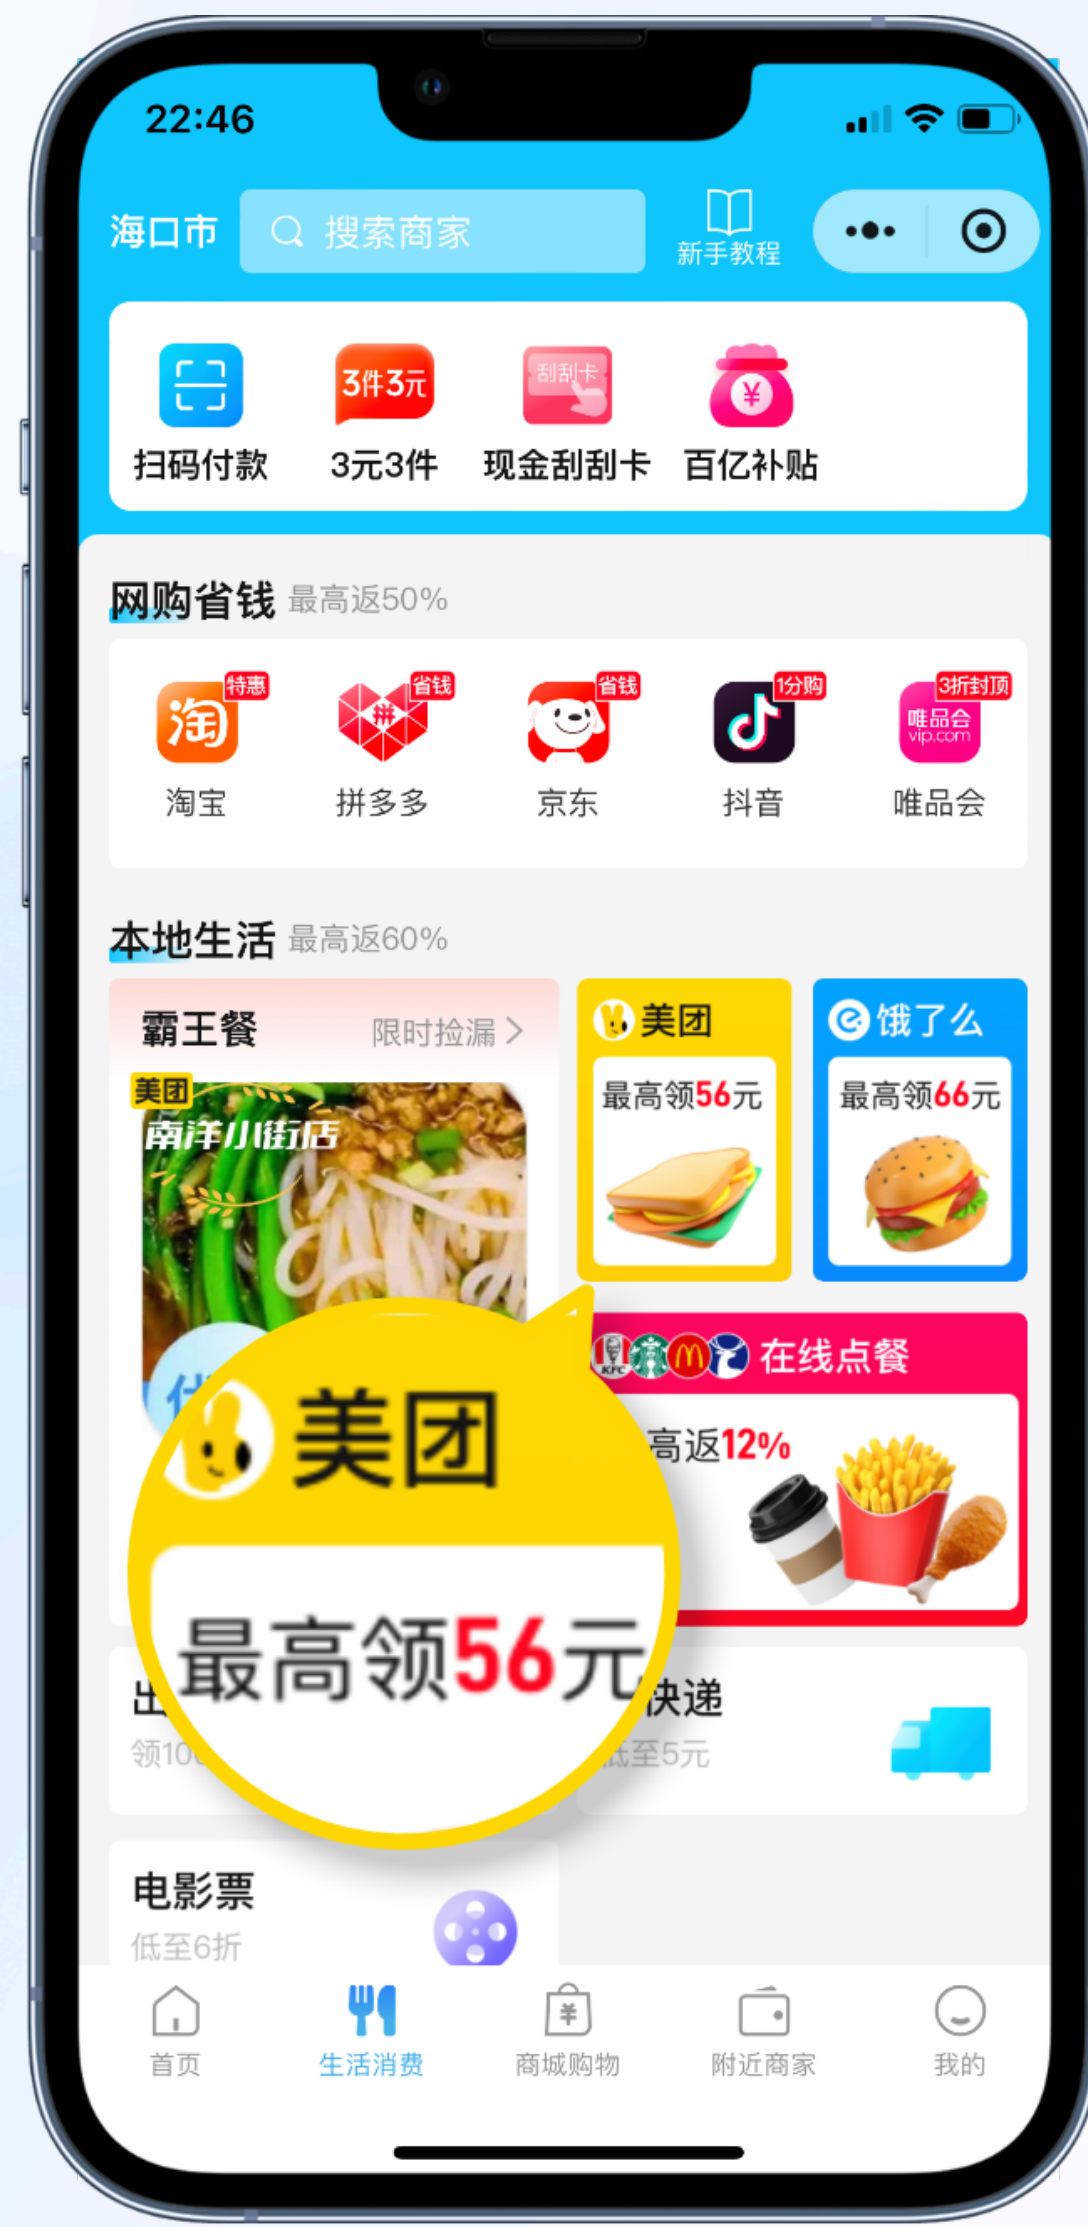 22:46
海口市
搜索商家
新手教程
3件3元
刮刮卡
¥
扫码付款
3元3件
现金刮刮卡
百亿补贴
网购省钱 最高返50%
淘 特惠
拼 省钱
省钱
1分购
3折封顶
唯品会
vip.com
淘宝
拼多多
京东
抖音
唯品会
本地生活 最高返60%
霸王餐
限时捡漏
美团
饿了么
美团
南洋小街店
最高领56元
最高领66元
KFC
在线点餐
高返12%
美团
最高领56元
快递
领10
低至5元
电影票
低至6折
¥
首页
生活消费
商城购物
附近商家
我的